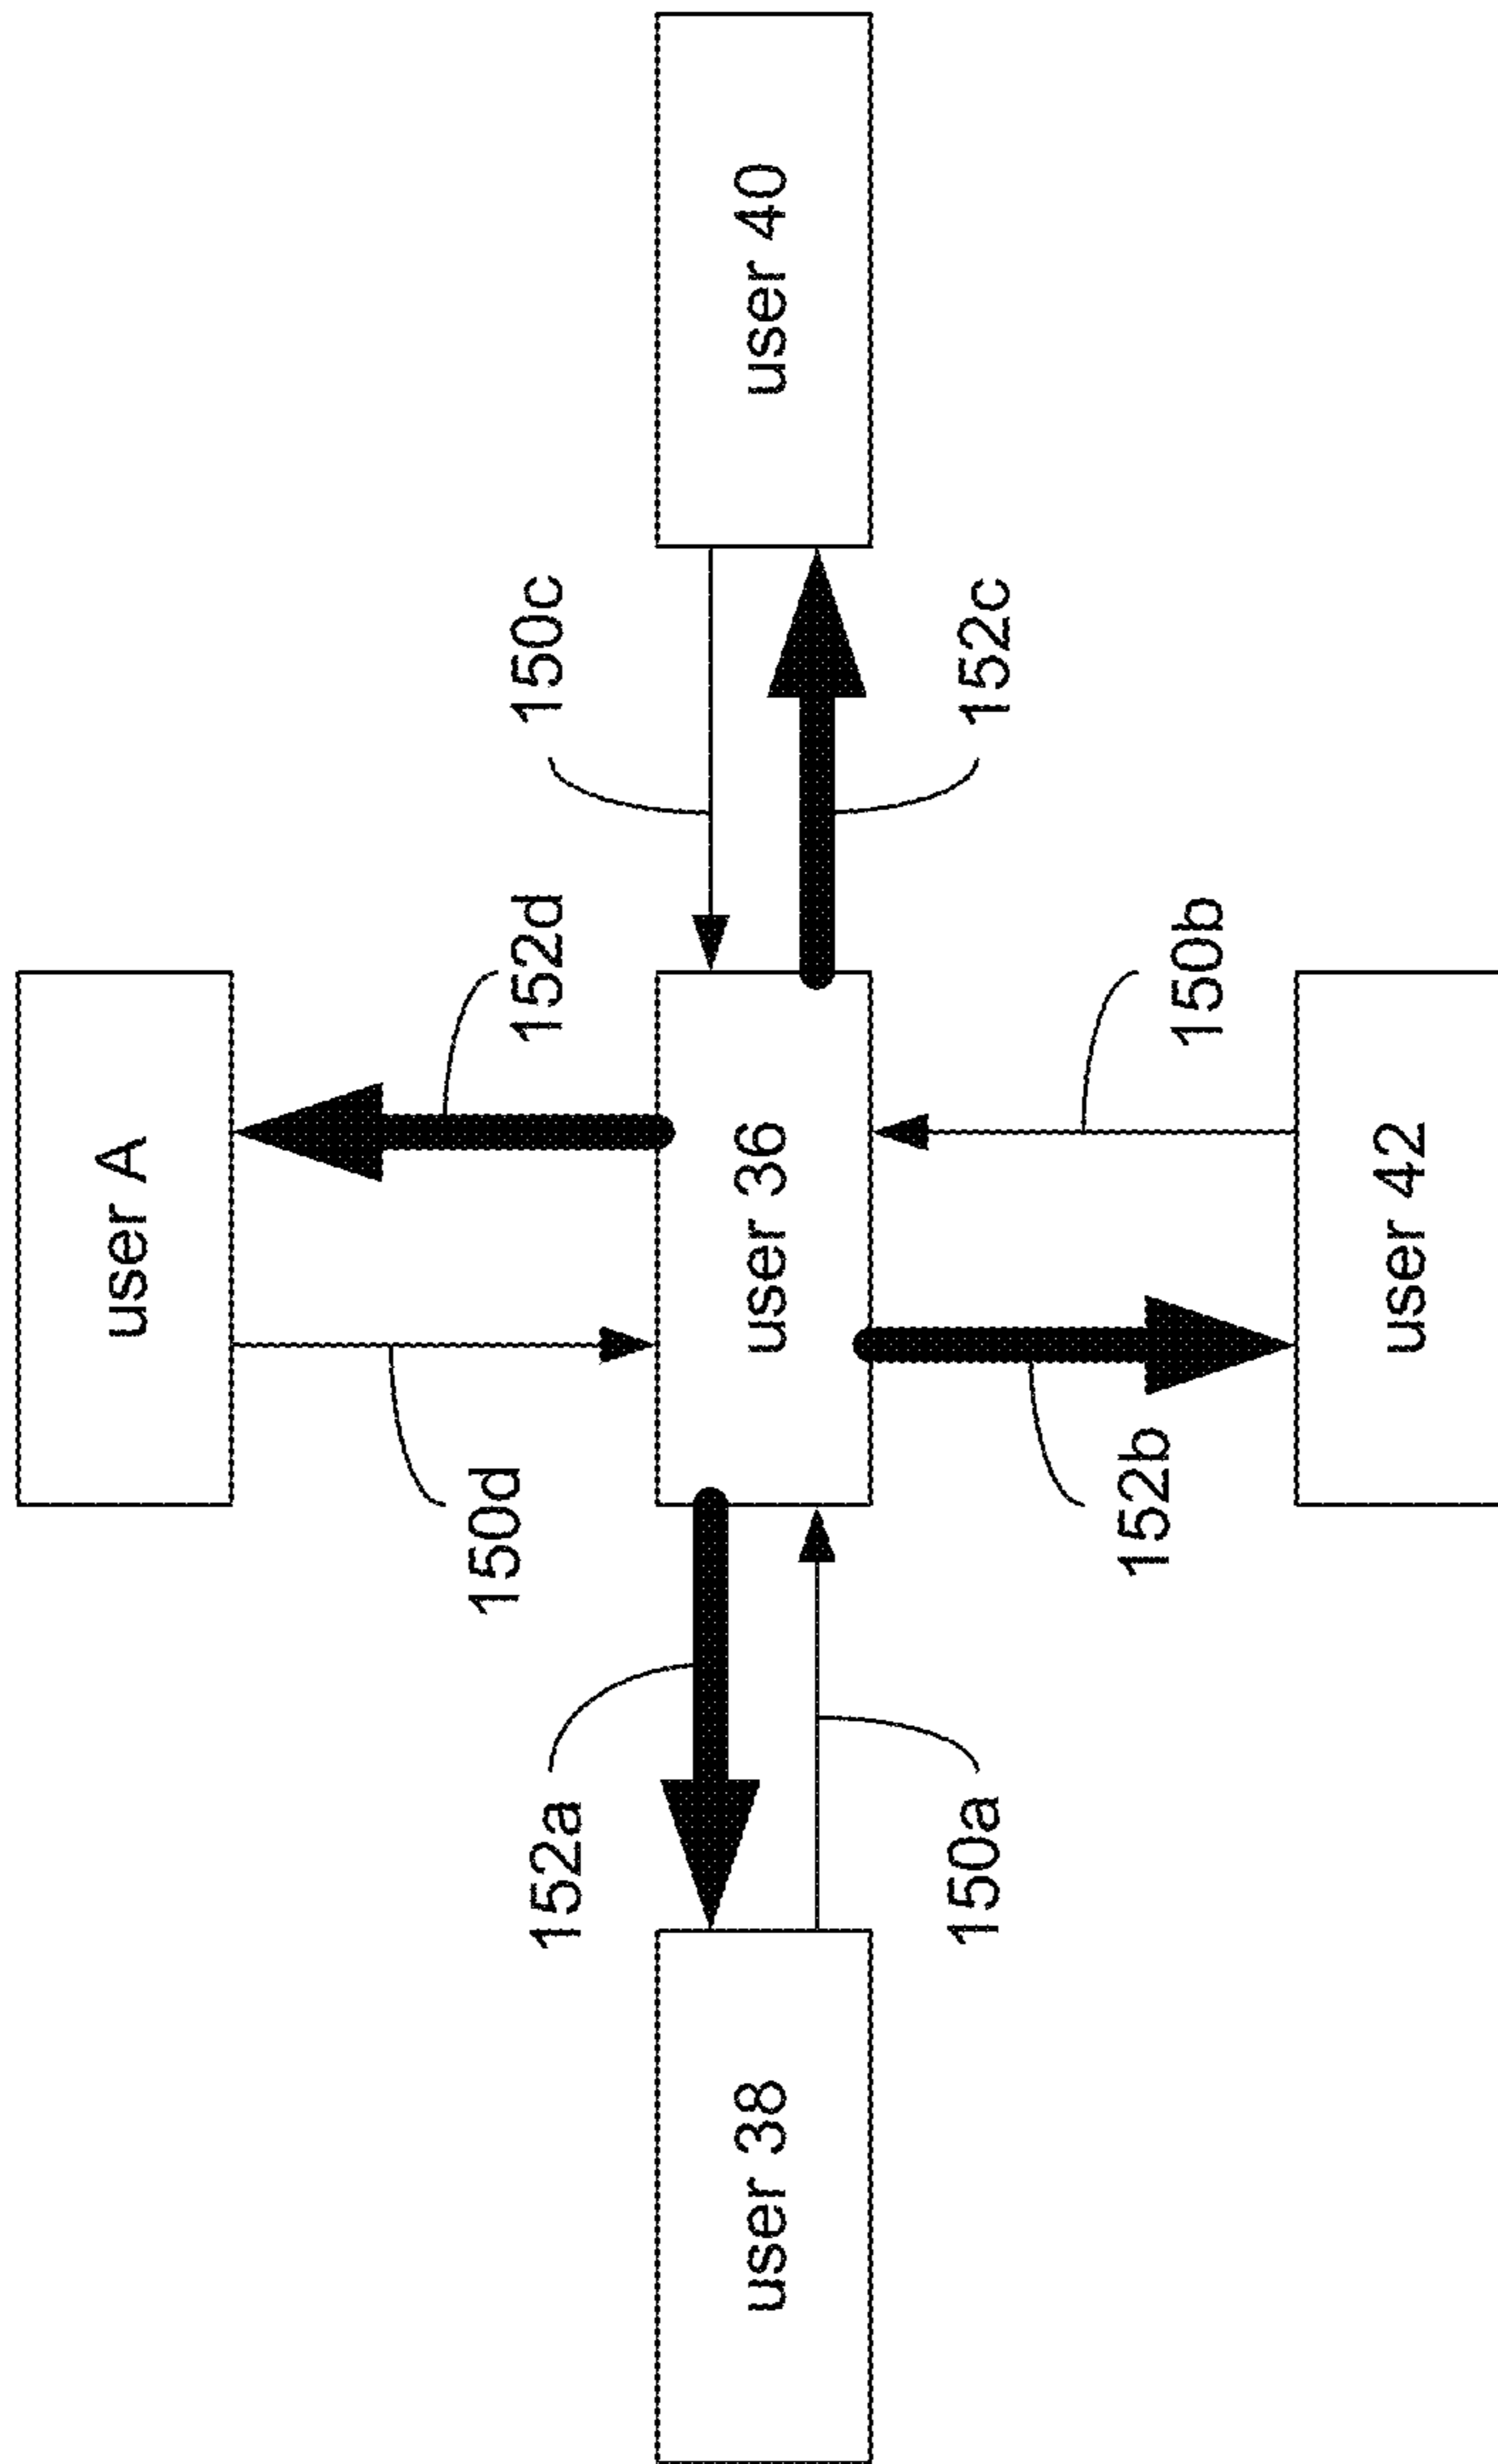 user A
152a
150d
152d
150c
user 38
user 36
user 40
150a
152b
150b
152c
user 42